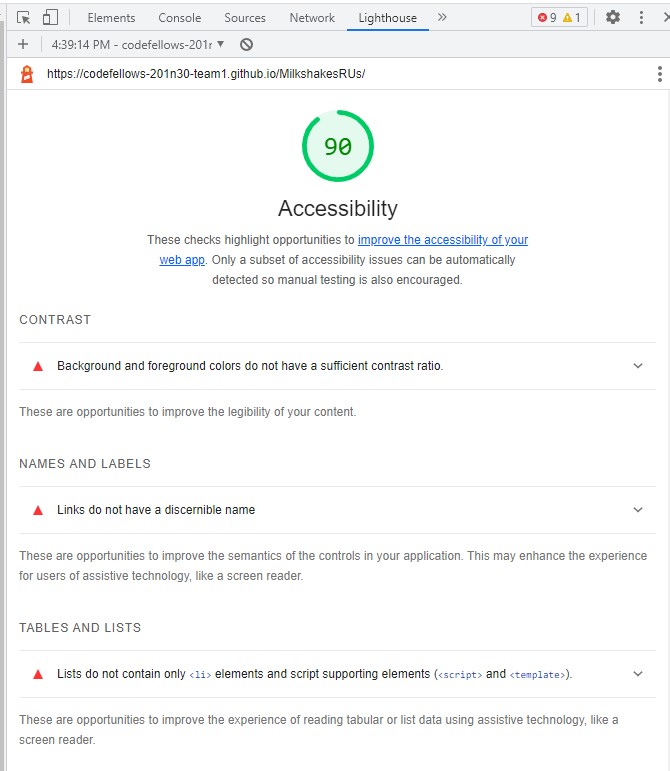 Elements Console Sources Network Lighthouse » 9 1
+ 4:39:14 PM - codefellows-201r
https://codefellows-201n30-team1.github.io/MilkshakesRUs/
90
Accessibility
These checks highlight opportunities to improve the accessibility of your
web app. Only a subset of accessibility issues can be automatically
detected so manual testing is also encouraged.
CONTRAST
Background and foreground colors do not have a sufficient contrast ratio.
These are opportunities to improve the legibility of your content.
NAMES AND LABELS
Links do not have a discernible name
These are opportunities to improve the semantics of the controls in your application. This may enhance the experience
for users of assistive technology, like a screen reader.
TABLES AND LISTS
Lists do not contain only <li> elements and script supporting elements (<script> and <template>).
These are opportunities to improve the experience of reading tabular or list data using assistive technology, like a
screen reader.